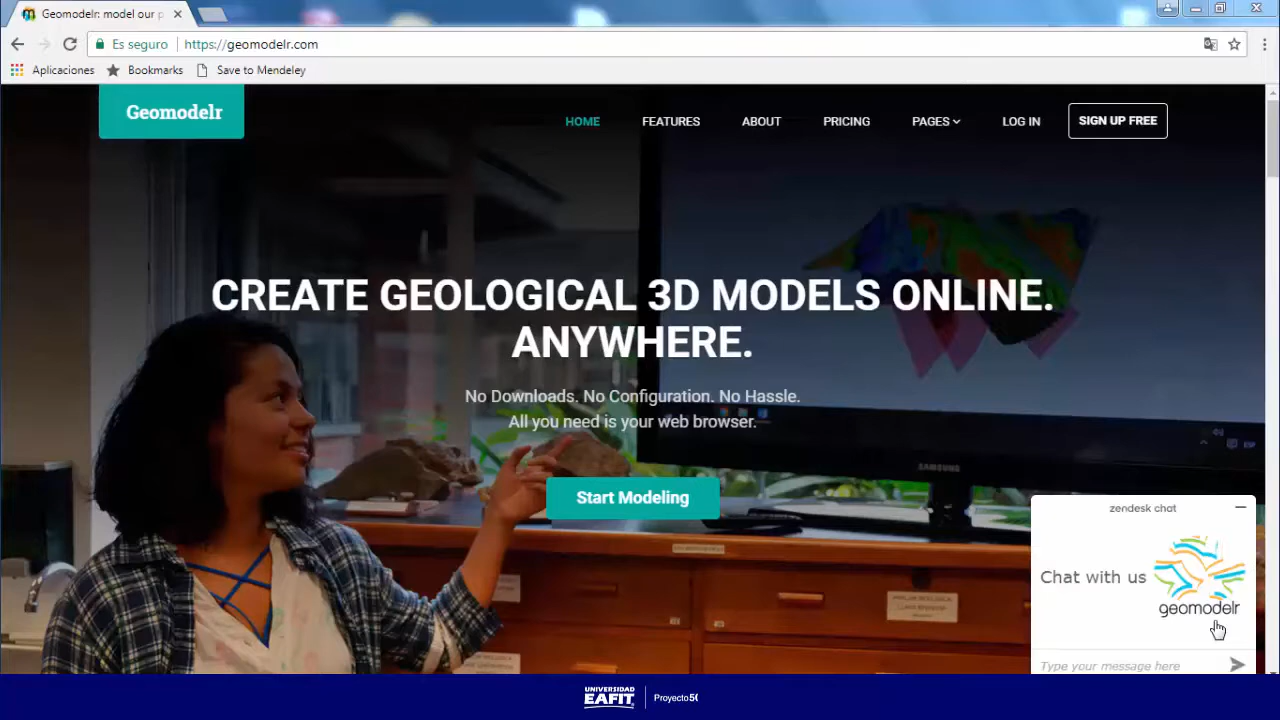 Geomodelr: model our p
Es seguro
https://geomodelr.com
Aplicaciones
Bookmarks
Save to Mendeley
Geomodelr
HOME
FEATURES
ABOUT
PRICING
PAGES
LOG IN
SIGN UP FREE
CREATE GEOLOGICAL 3D MODELS ONLINE.
ANYWHERE.
No Downloads. No Configuration. No Hassle.
All you need is your web browser.
SAMSUNG
Start Modeling
zendesk chat
Chat with us
geomodelr
Type your message here
UNIVERSIDAD
EAFIT
Proyecto5